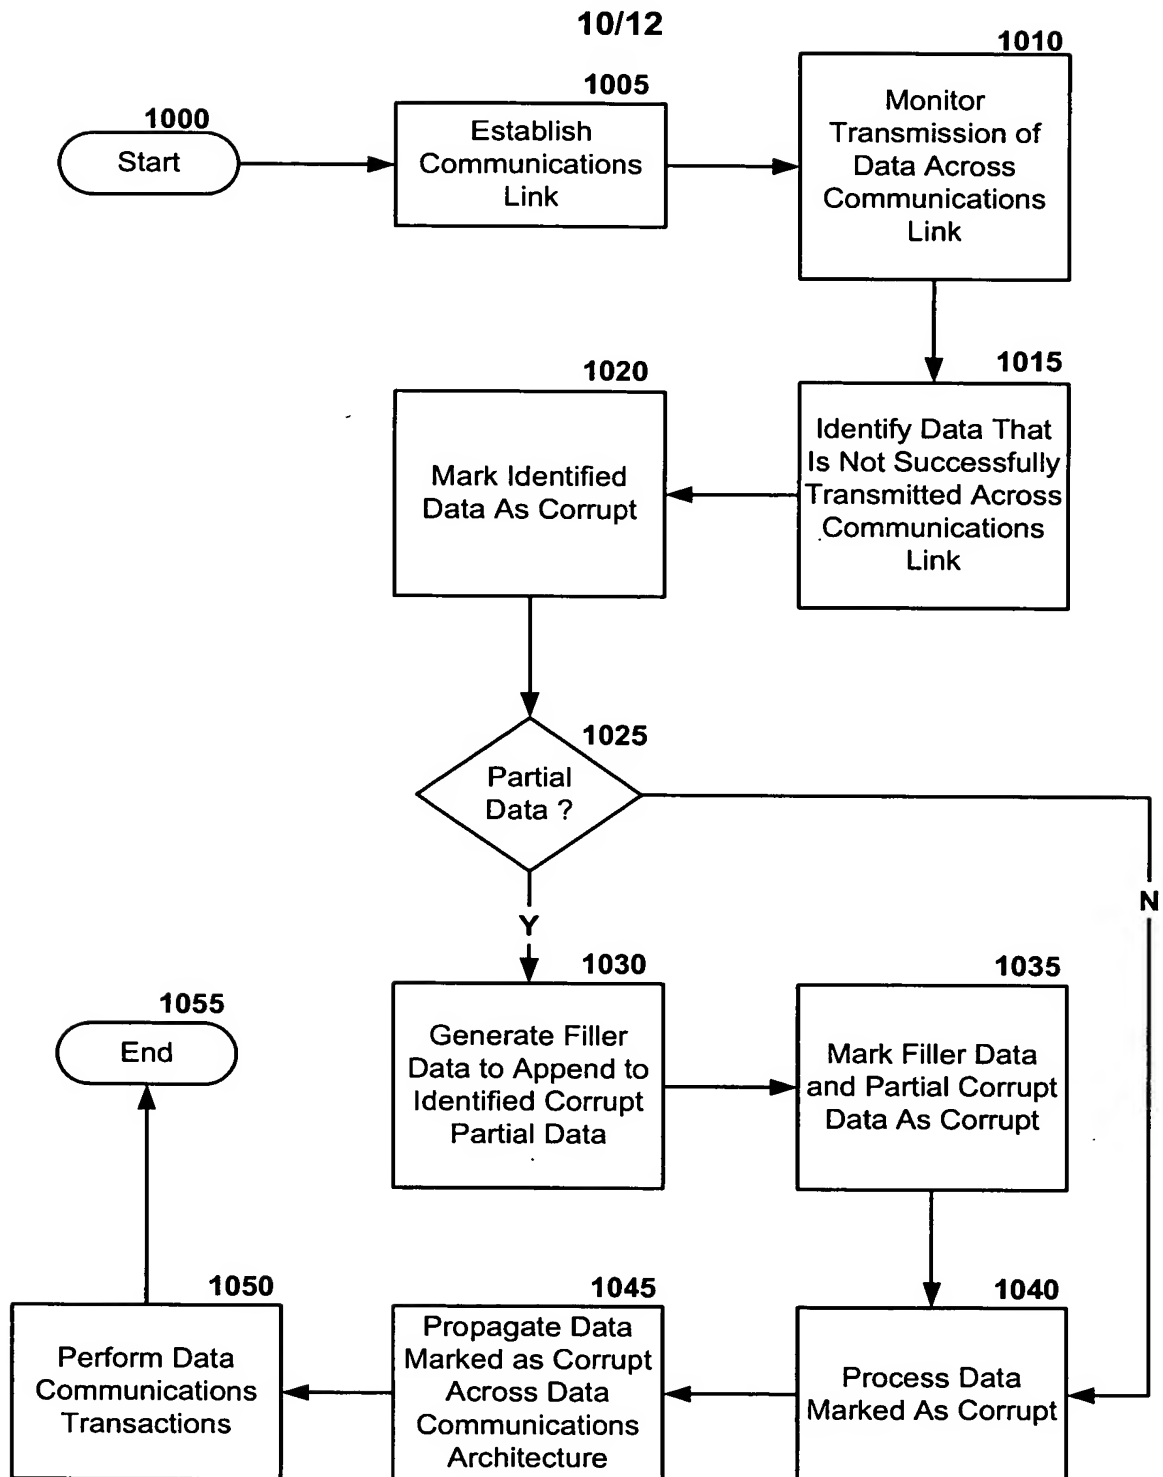 10/12
1000
Start
1005
Establish
Communications
Link
1010
Monitor
Transmission of
Data Across
Communications
Link
1015
Identify Data That
Is Not Successfully
Transmitted Across
Communications
Link
1020
Mark Identified
Data As Corrupt
1025
Partial
Data ?
N
Y
1030
Generate Filler
Data to Append to
Identified Corrupt
Partial Data
1035
Mark Filler Data
and Partial Corrupt
Data As Corrupt
1040
Process Data
Marked As Corrupt
1045
Propagate Data
Marked as Corrupt
Across Data
Communications
Architecture
1050
Perform Data
Communications
Transactions
1055
End